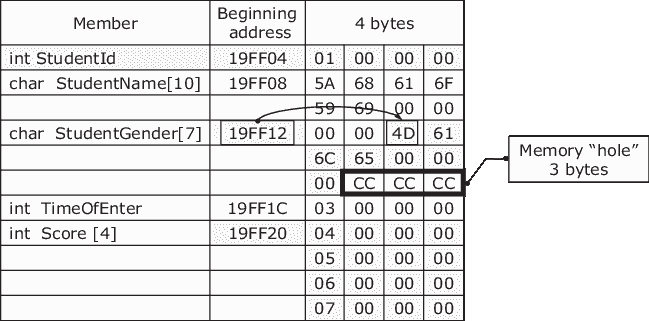 Member Beginning address 4 bytes
int StudentId 19FF04 01 00 00 00
char StudentName[10] 19FF08 5A 68 61 6F
59 69 00 00
char StudentGender[7] 19FF12 00 00 4D 61
6C 65 00 00
00 CC CC CC
Memory “hole”
3 bytes
int TimeOfEnter 19FF1C 03 00 00 00
int Score [4] 19FF20 04 00 00 00
05 00 00 00
06 00 00 00
07 00 00 00